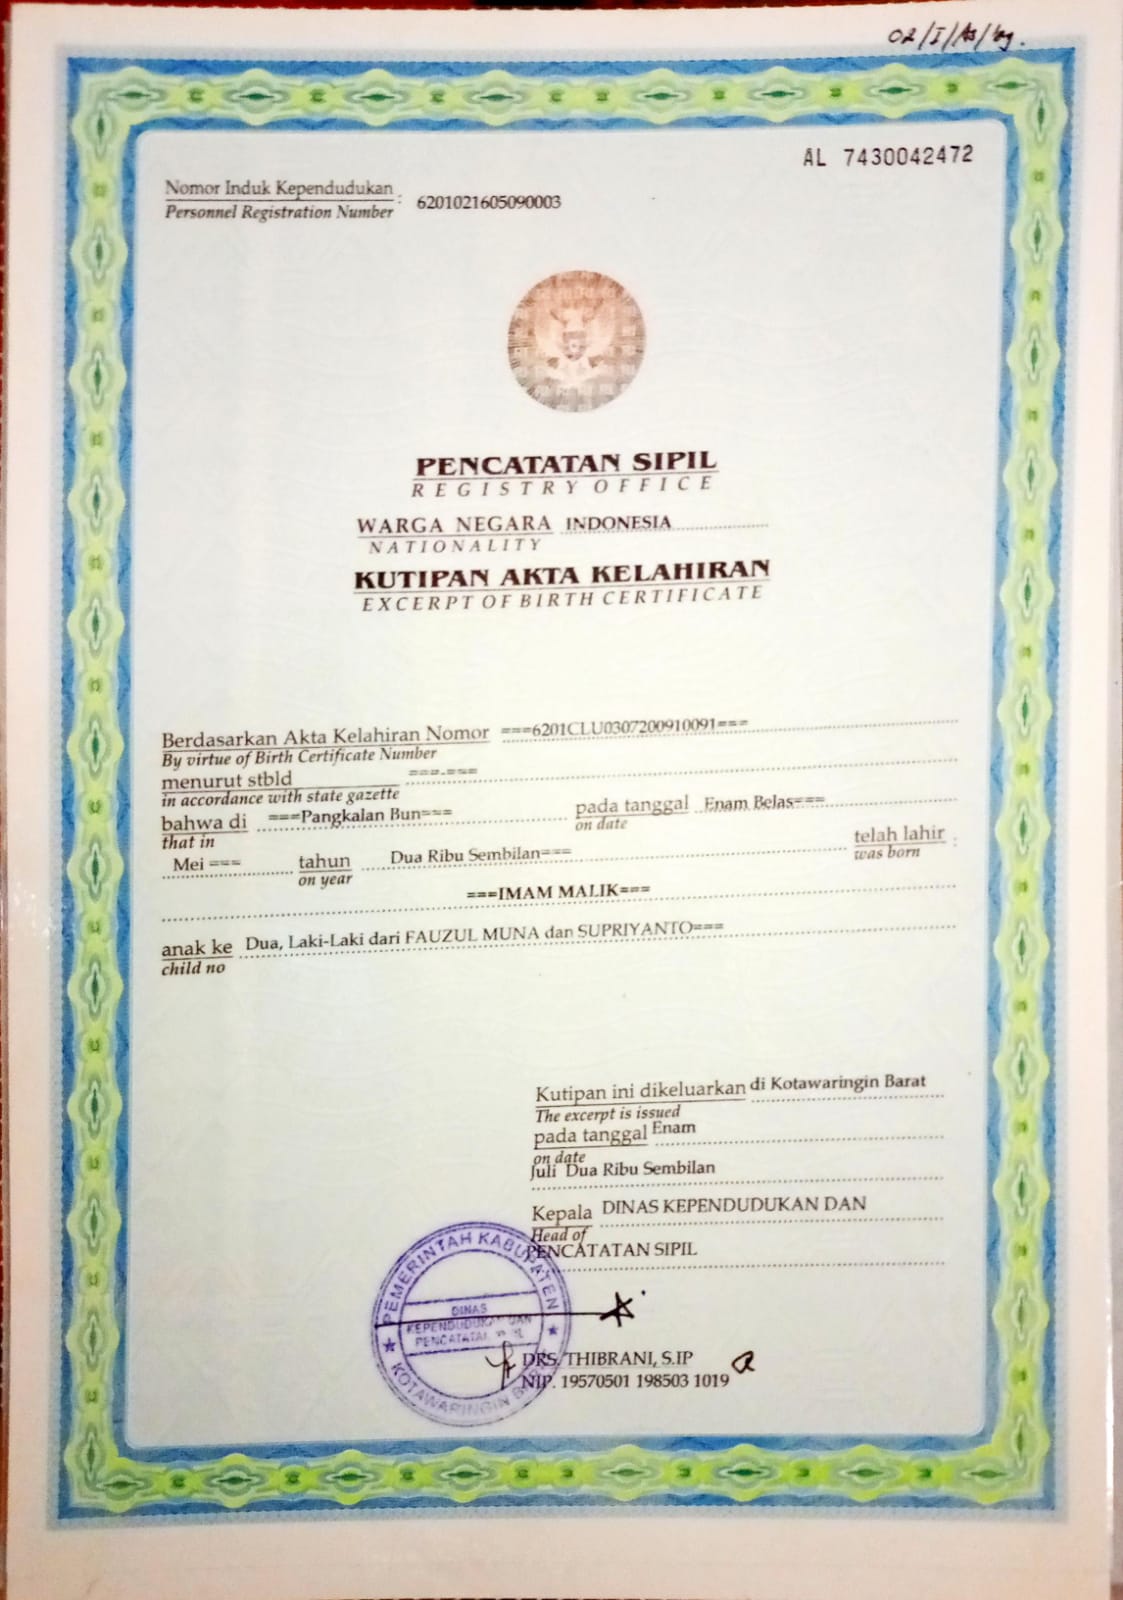 02/I/
AL 7430042472
Nomor Induk Kependudukan : 6201021605090003
Personnel Registration Number
PENCATATAN SIPIL
REGISTRY OFFICE
WARGA NEGARA INDONESIA
NATIONALITY
KUTIPAN AKTA KELAHIRAN
EXCERPT OF BIRTH CERTIFICATE
Berdasarkan Akta Kelahiran Nomor ===6201CLU0307200910091===
By virtue of Birth Certificate Number
menurut stbld ===.===
in accordance with state gazette
bahwa di ===Pangkalan Bun=== pada tanggal Enam Belas===
that in on date
Mei === tahun Dua Ribu Sembilan=== telah lahir :
on year was born
===IMAM MALIK===
anak ke Dua, Laki-Laki dari FAUZUL MUNA dan SUPRIYANTO===
child no
Kutipan ini dikeluarkan di Kotawaringin Barat
The excerpt is issued
pada tanggal Enam
on date
Juli Dua Ribu Sembilan
Kepala DINAS KEPENDUDUKAN DAN
Head of
PENCATATAN SIPIL
PEMERINTAH KABUPATEN
DINAS
KEPENDUDUKAN DAN
PENCATATAN SIPIL
KOTAWARINGIN BARAT
DRS. THIBRANI, S.IP
NIP. 19570501 198503 1019